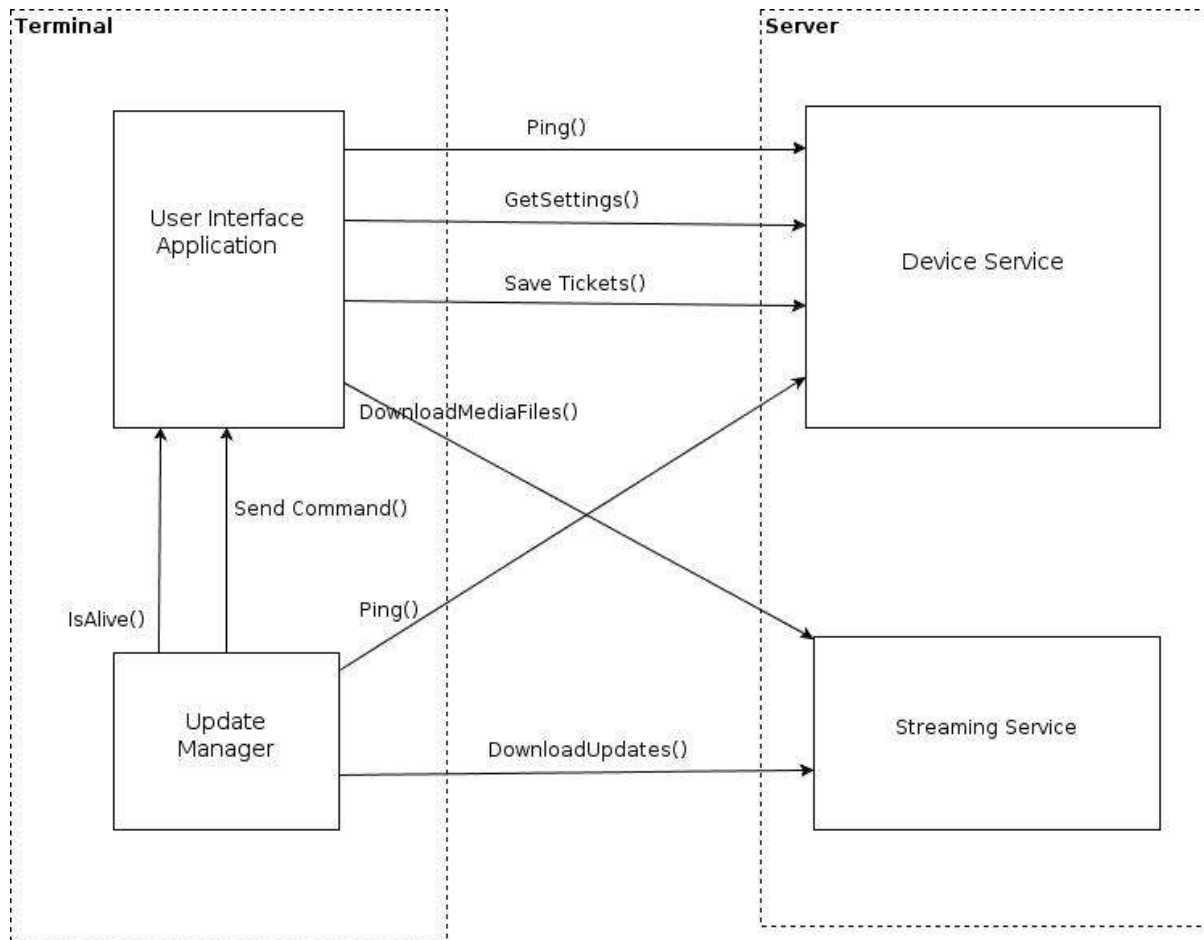 Terminal
Server
Ping()
User Interface
Application
GetSettings()
Device Service
Save Tickets()
DownloadMediaFiles()
Send Command()
IsAlive()
Ping()
Update
Manager
Streaming Service
DownloadUpdates()